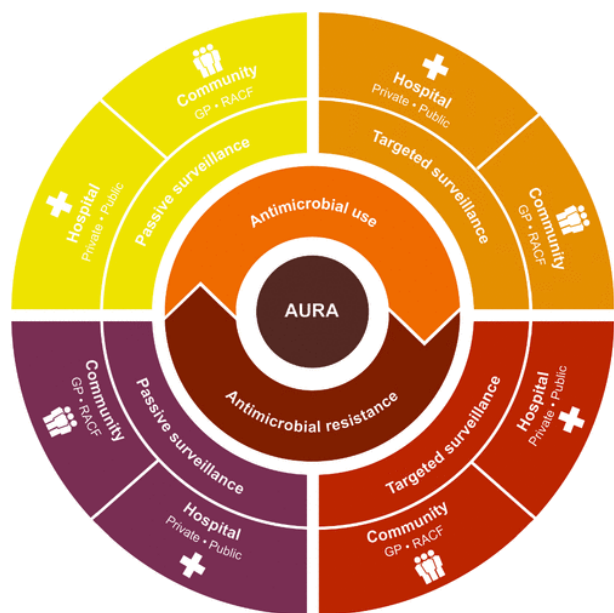 Community
GP • RACF
Hospital
Private • Public
Passive surveillance
Hospital
Private • Public
Community
GP • RACF
Targeted surveillance
Antimicrobial use
AURA
Antimicrobial resistance
Community
GP • RACF
Hospital
Private • Public
Passive surveillance
Hospital
Private • Public
Community
GP • RACF
Targeted surveillance